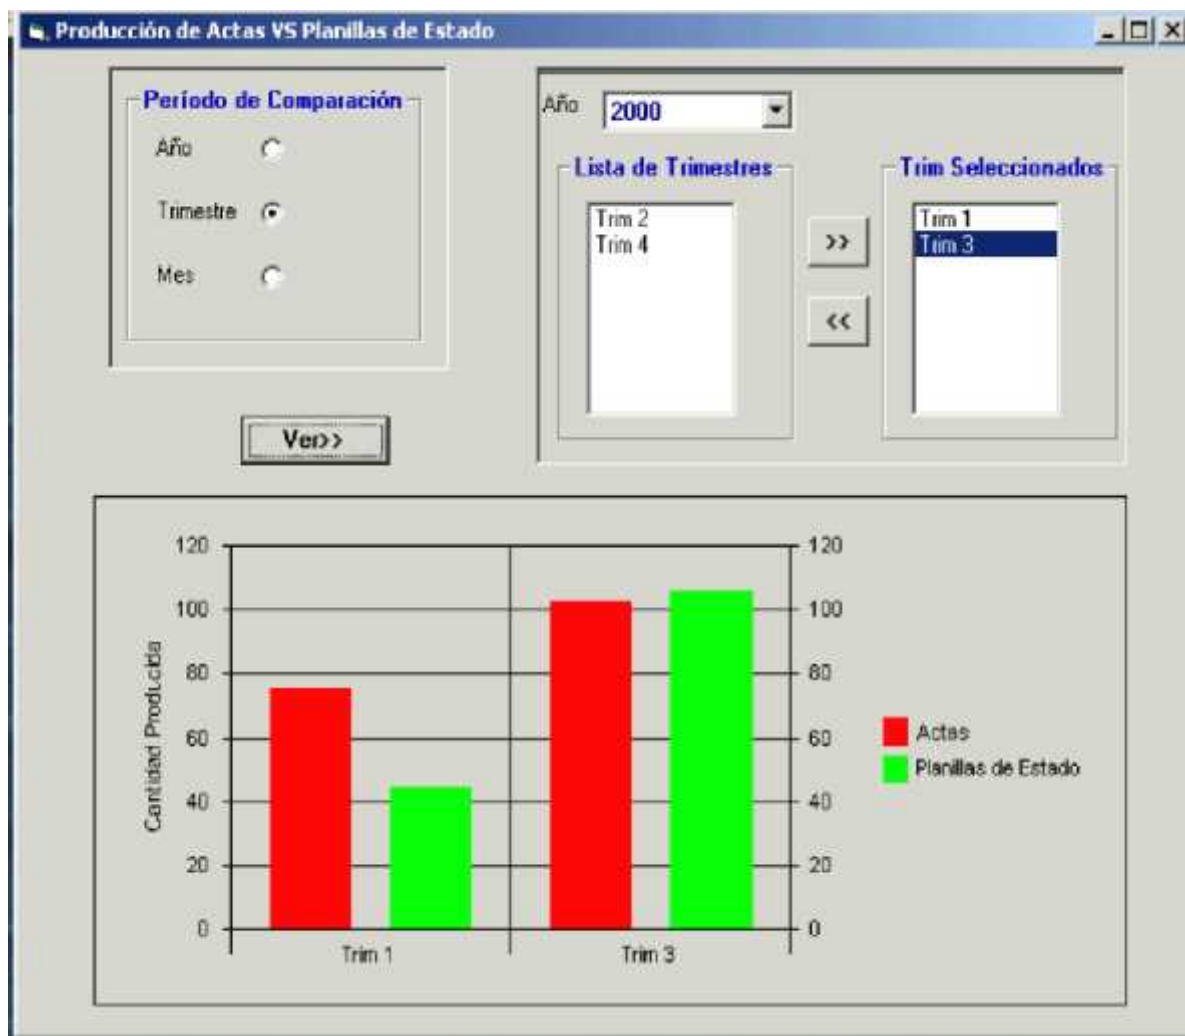 Producción de Actas VS Planillas de Estado
Período de Comparación
Año
Trimestre
Mes
Ver>>
Año 2000
Lista de Trimestres
Trim 2
Trim 4
>>
<<
Trim Seleccionados
Trim 1
Trim 3
Cantidad Producida
120
100
80
60
40
20
0
Trim 1
Trim 3
120
100
80
60
40
20
0
Actas
Planillas de Estado